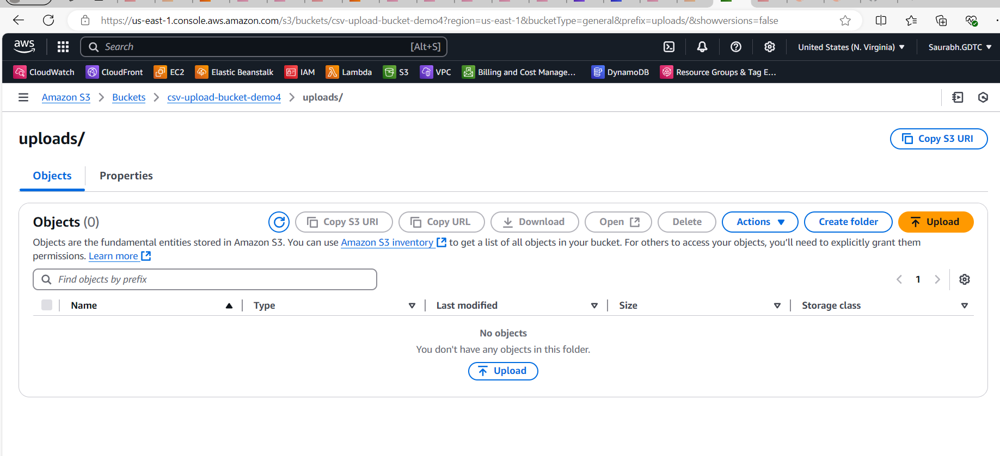 https://us-east-1.console.aws.amazon.com/s3/buckets/csv-upload-bucket-demo4?region=us-east-1&bucketType=general&prefix=uploads/&showversions=false
aws Search [Alt+S] United States (N. Virginia) Saurabh.GDTC
CloudWatch CloudFront EC2 Elastic Beanstalk IAM Lambda S3 VPC Billing and Cost Manage... DynamoDB Resource Groups & Tag E...
Amazon S3 > Buckets > csv-upload-bucket-demo4 > uploads/
uploads/ Copy S3 URI
Objects Properties
Objects (0) Copy S3 URI Copy URL Download Open Delete Actions Create folder Upload
Objects are the fundamental entities stored in Amazon S3. You can use Amazon S3 inventory to get a list of all objects in your bucket. For others to access your objects, you’ll need to explicitly grant them
permissions. Learn more
Find objects by prefix < 1 >
Name Type Last modified Size Storage class
No objects
You don't have any objects in this folder.
Upload